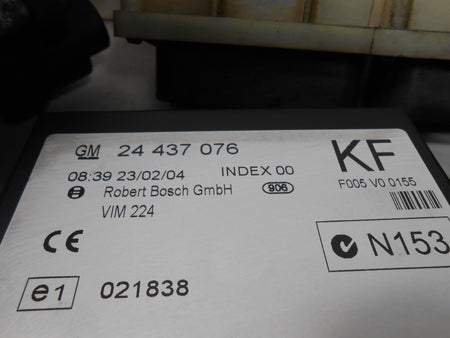 GM 24 437 076
KF
08:39 23/02/04 INDEX 00
F005 V0 0155
Robert Bosch GmbH 906
VIM 224
CE
N153
e1 021838